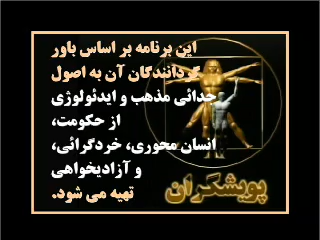 این برنامه بر اساس باور
گردانندگان آن به اصول
جدائی مذهب و ایدئولوژی
از حکومت،
انسان محوری، خردگرائی،
و آزادیخواهی
تهیه می شود.
پویشگران